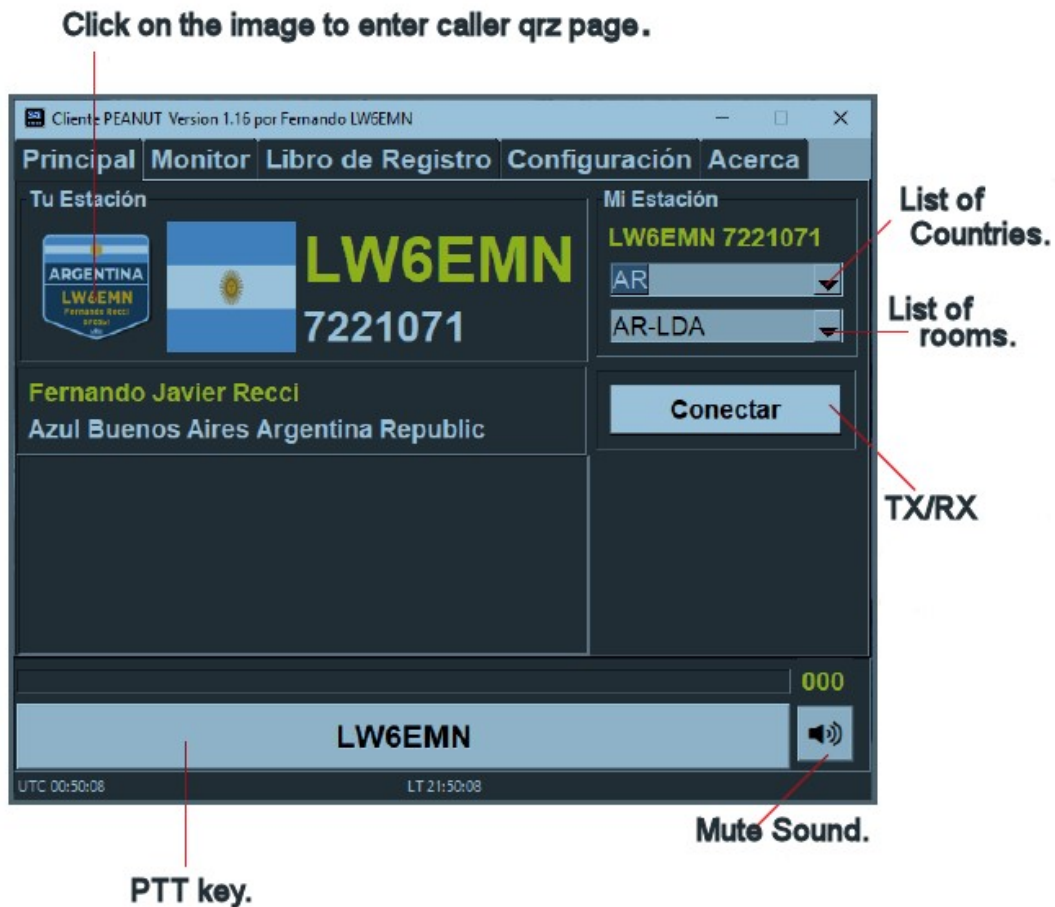 Click on the image to enter caller qrz page.
Cliente PEANUT Version 1.16 por Fernando LW6EMN
Principal Monitor Libro de Registro Configuración Acerca
Tu Estación
ARGENTINA
LW6EMN
Fernando Recci
LW6EMN
7221071
Mi Estación
LW6EMN 7221071
AR
AR-LDA
List of
Countries.
List of
rooms.
Fernando Javier Recci
Azul Buenos Aires Argentina Republic
Conectar
TX/RX
000
LW6EMN
UTC 00:50:08
LT 21:50:08
Mute Sound.
PTT key.